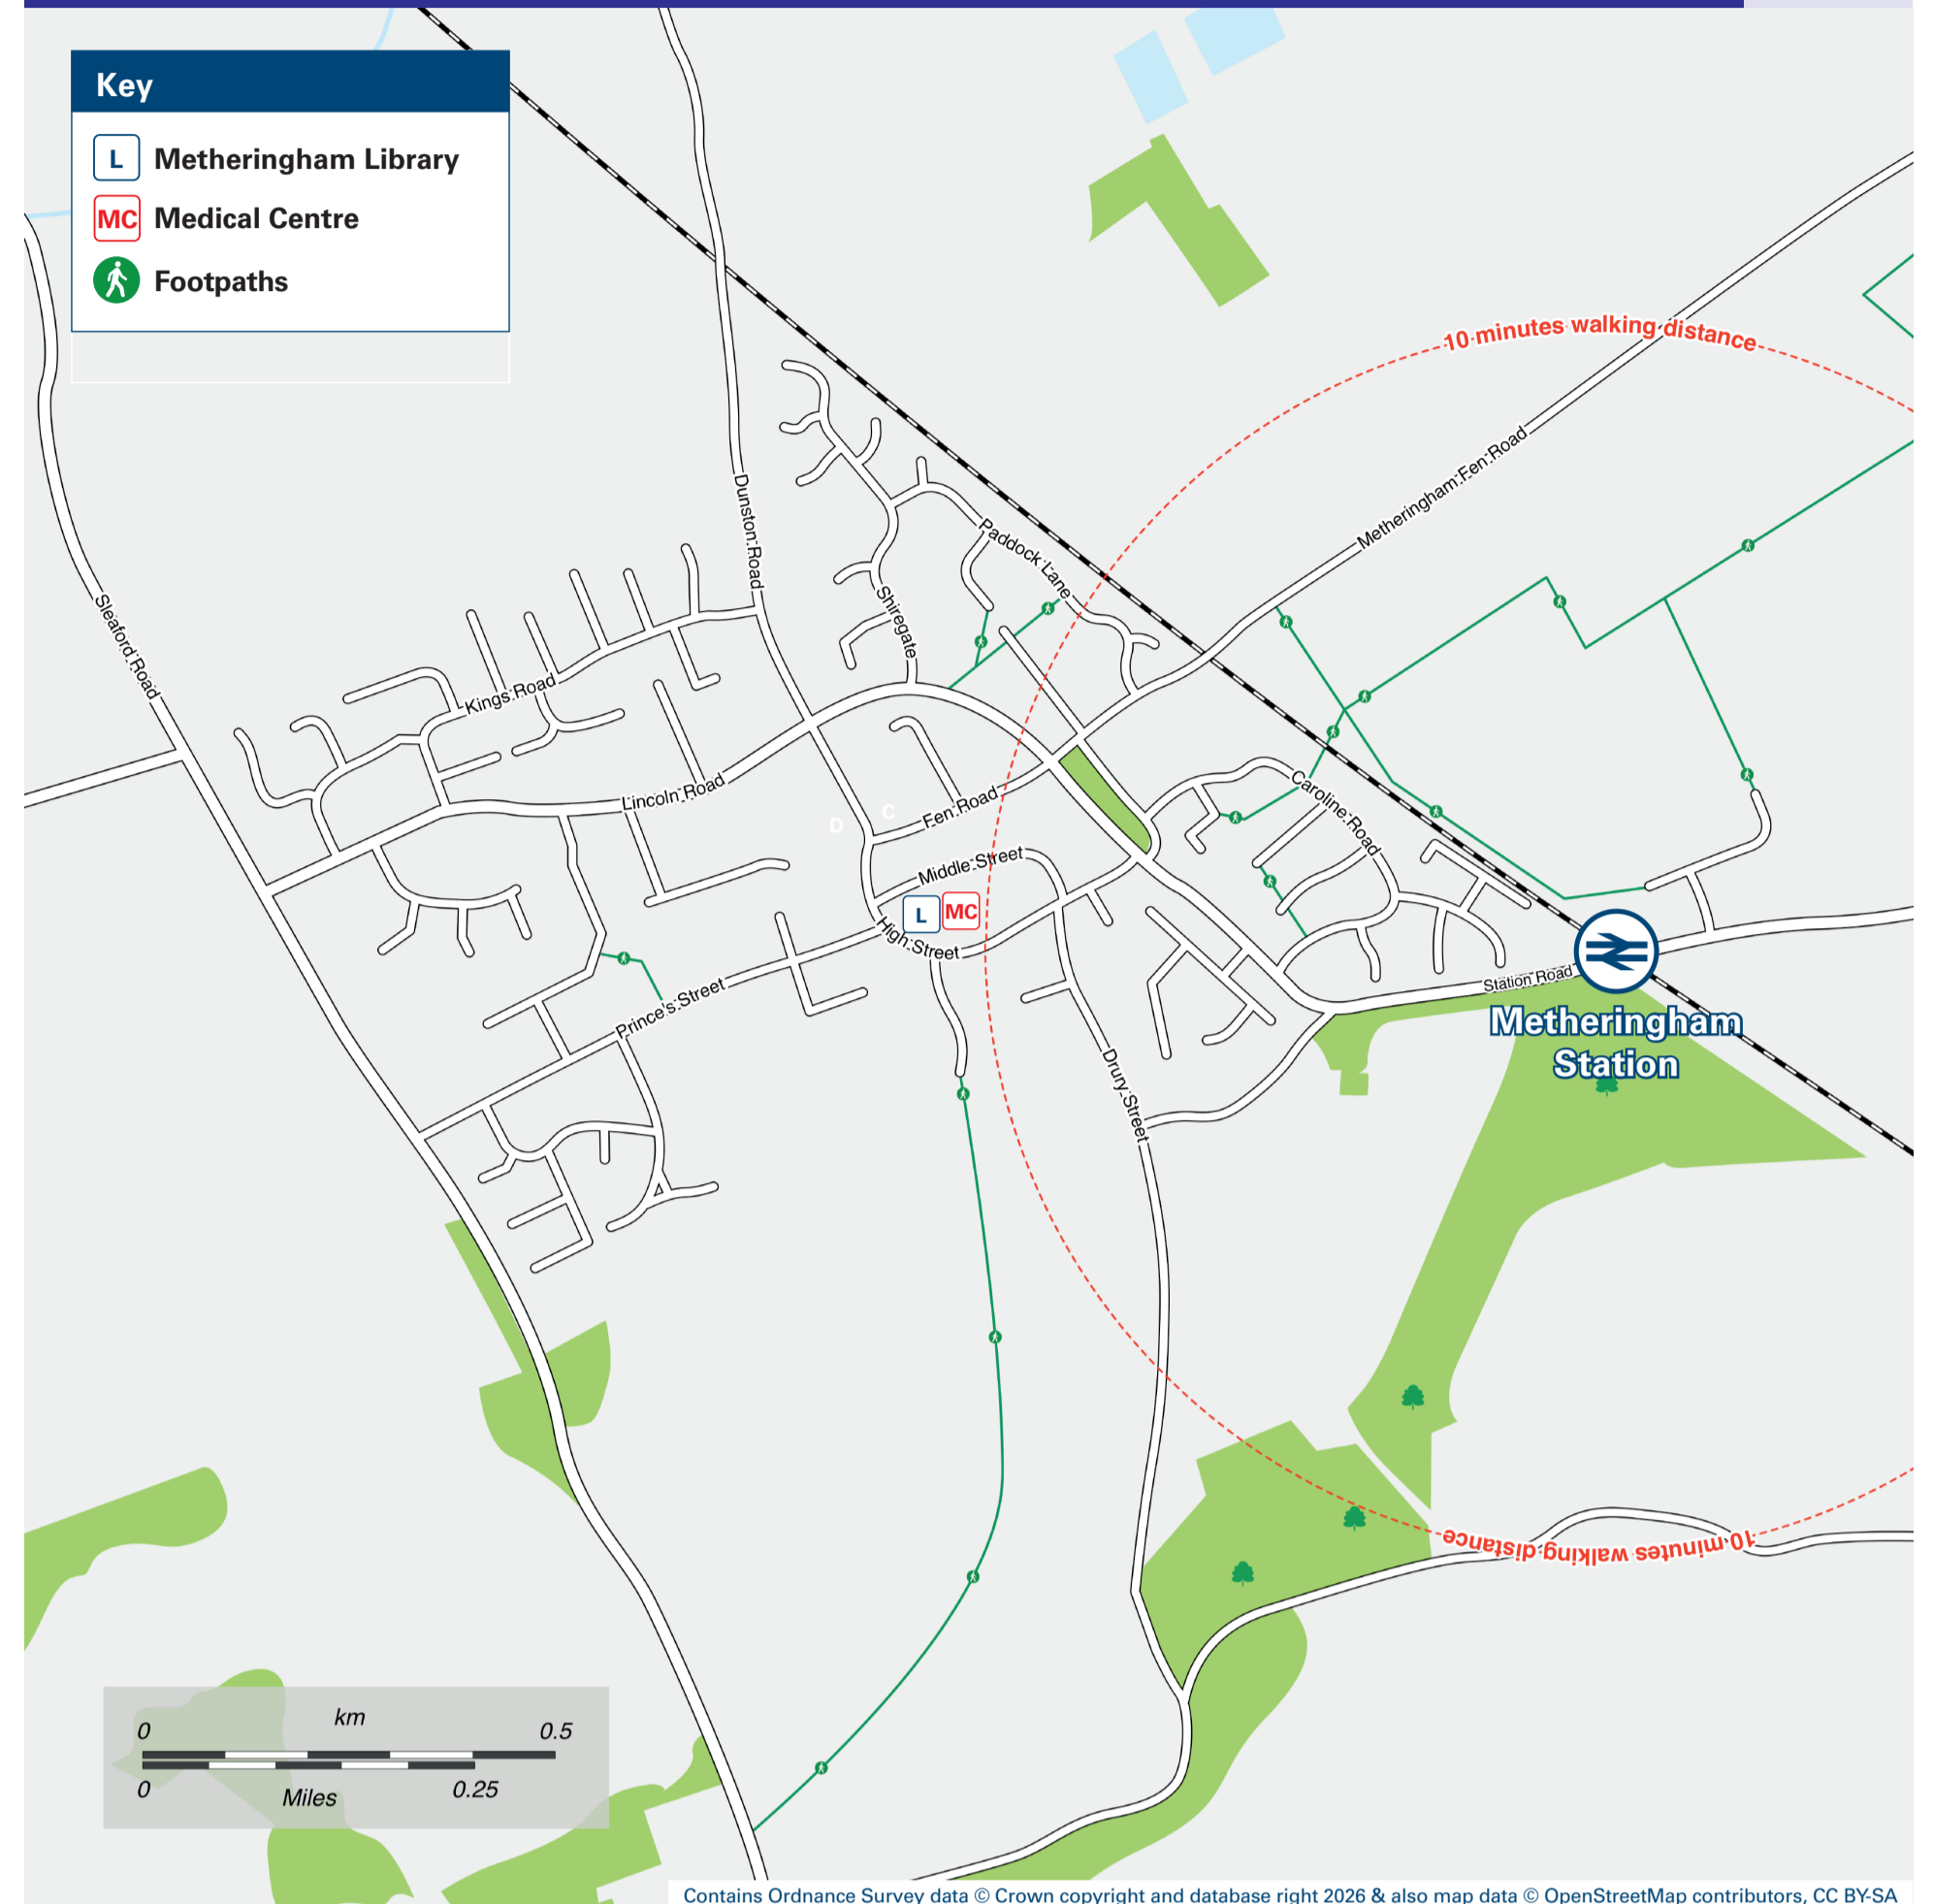 Key
L Metheringham Library
MC Medical Centre
Footpaths
10 minutes walking distance
Metheringham Fen Road
Dunston Road
Paddock Lane
Shiregate
Sleaford Road
Kings Road
Lincoln Road
Caroline Road
D C
Fen Road
Middle Street
L MC
High Street
Prince's Street
Station Road
Metheringham
Station
Drury Street
10 minutes walking distance
km
0 0.5
0 0.25
Miles
Contains Ordnance Survey data © Crown copyright and database right 2026 & also map data © OpenStreetMap contributors, CC BY-SA